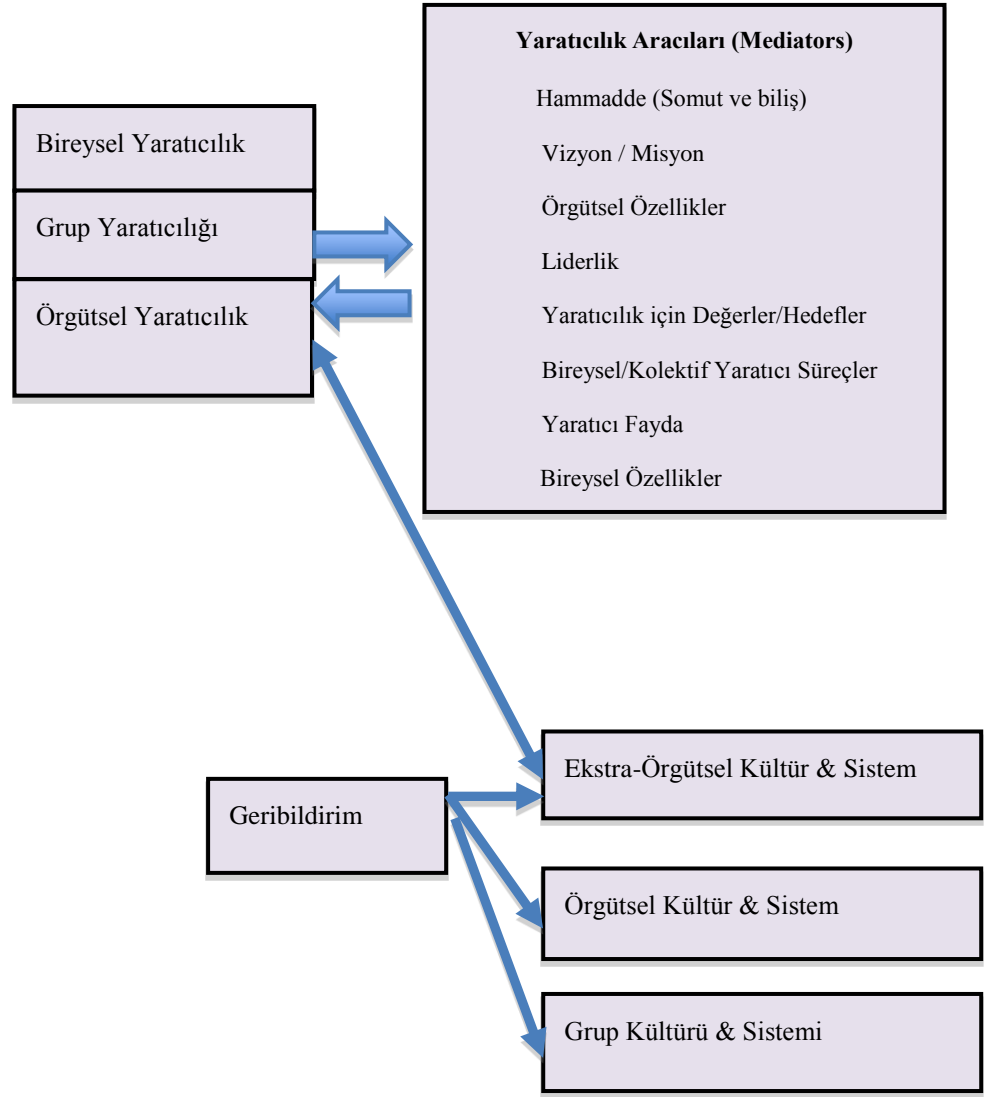 Yaratıcılık Aracıları (Mediators)
Hammadde (Somut ve biliş)
Vizyon / Misyon
Örgütsel Özellikler
Liderlik
Yaratıcılık için Değerler/Hedefler
Bireysel/Kolektif Yaratıcı Süreçler
Yaratıcı Fayda
Bireysel Özellikler
Bireysel Yaratıcılık
Grup Yaratıcılığı
Örgütsel Yaratıcılık
Geribildirim
Ekstra-Örgütsel Kültür & Sistem
Örgütsel Kültür & Sistem
Grup Kültürü & Sistemi